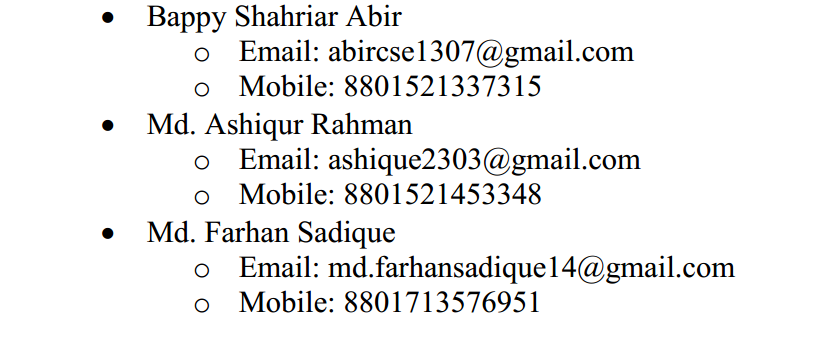 • Bappy Shahriar Abir
o Email: abircse1307@gmail.com
o Mobile: 8801521337315
• Md. Ashiqur Rahman
o Email: ashique2303@gmail.com
o Mobile: 8801521453348
• Md. Farhan Sadique
o Email: md.farhansadique14@gmail.com
o Mobile: 8801713576951